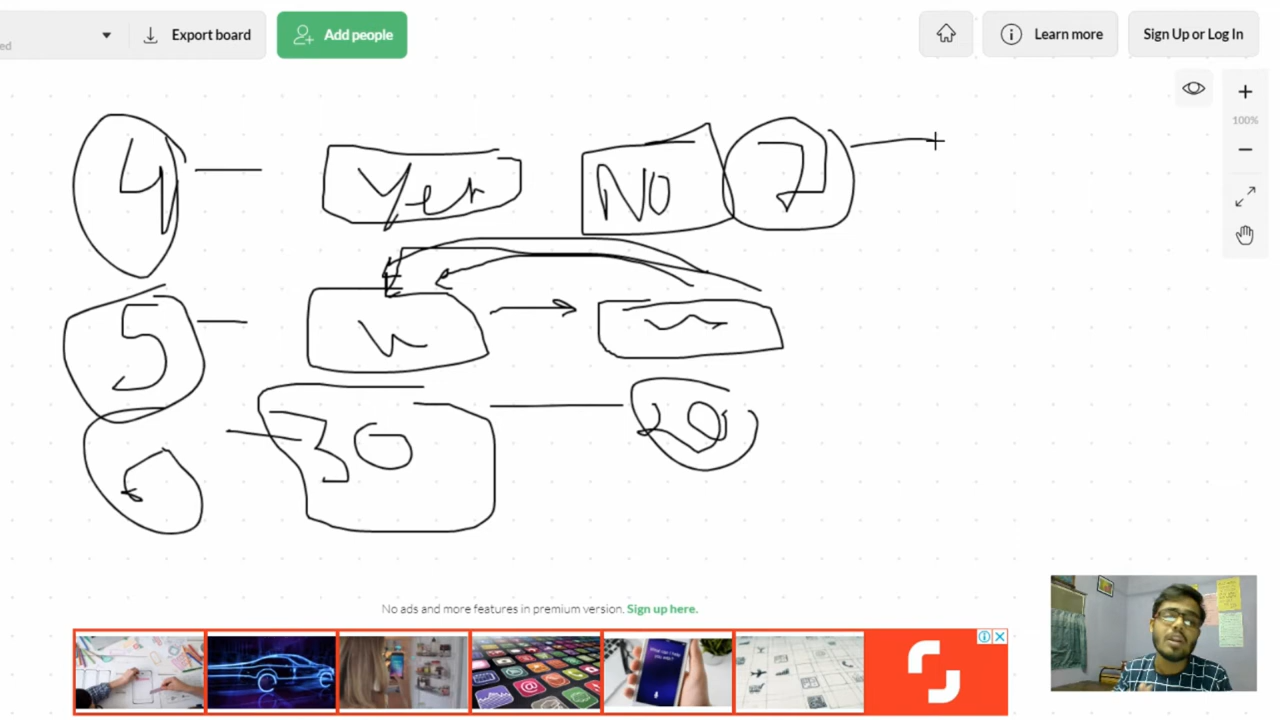 ed
Export board
Add people
Learn more
Sign Up or Log In
100%
4 Yes NO 7
5
6 30 20
No ads and more features in premium version. Sign up here.